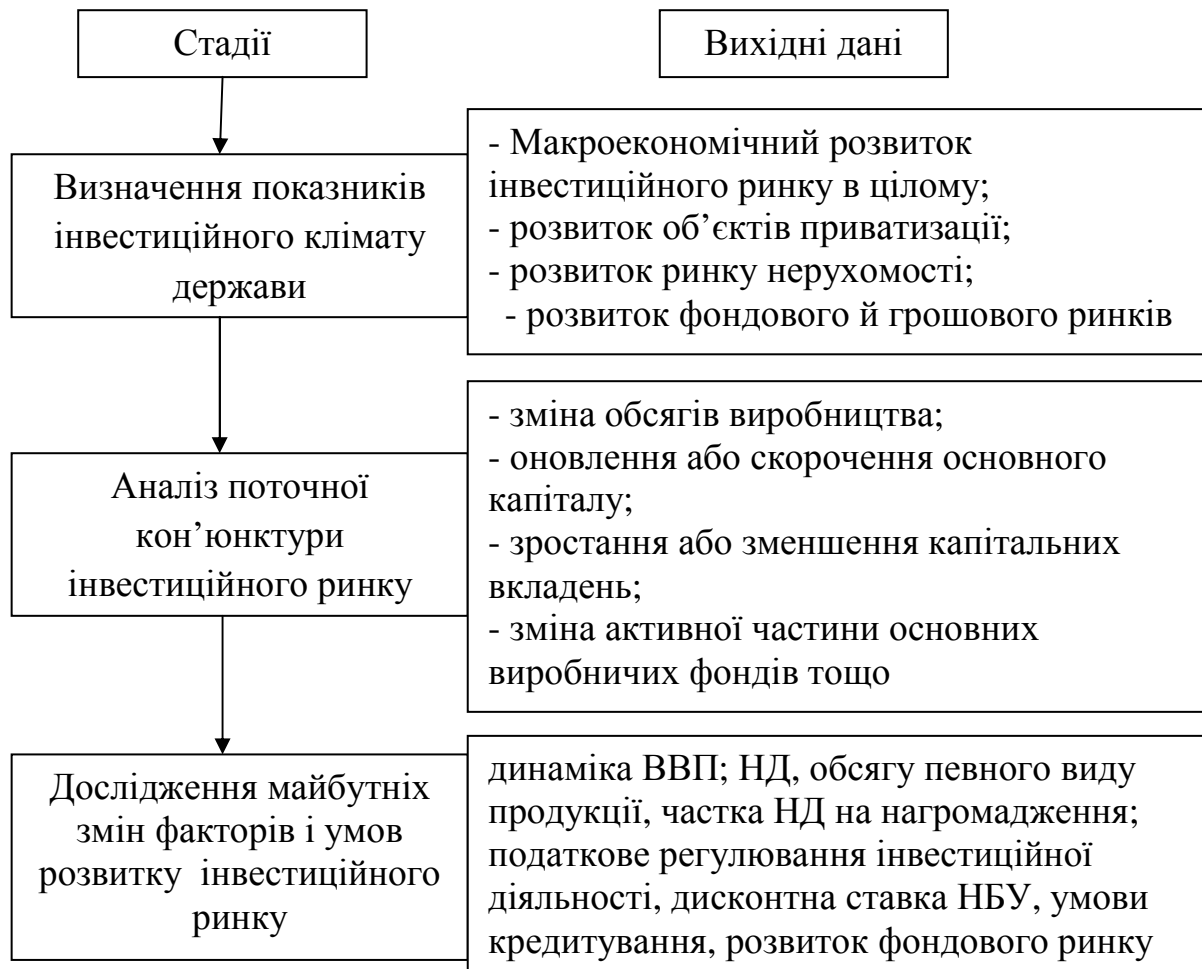 Стадії
Вихідні дані
Визначення показників
інвестиційного клімату
держави
- Макроекономічний розвиток
інвестиційного ринку в цілому;
- розвиток об’єктів приватизації;
- розвиток ринку нерухомості;
- розвиток фондового й грошового ринків
Аналіз поточної
кон’юнктури
інвестиційного ринку
- зміна обсягів виробництва;
- оновлення або скорочення основного
капіталу;
- зростання або зменшення капітальних
вкладень;
- зміна активної частини основних
виробничих фондів тощо
Дослідження майбутніх
змін факторів і умов
розвитку інвестиційного
ринку
динаміка ВВП; НД, обсягу певного виду
продукції, частка НД на нагромадження;
податкове регулювання інвестиційної
діяльності, дисконтна ставка НБУ, умови
кредитування, розвиток фондового ринку